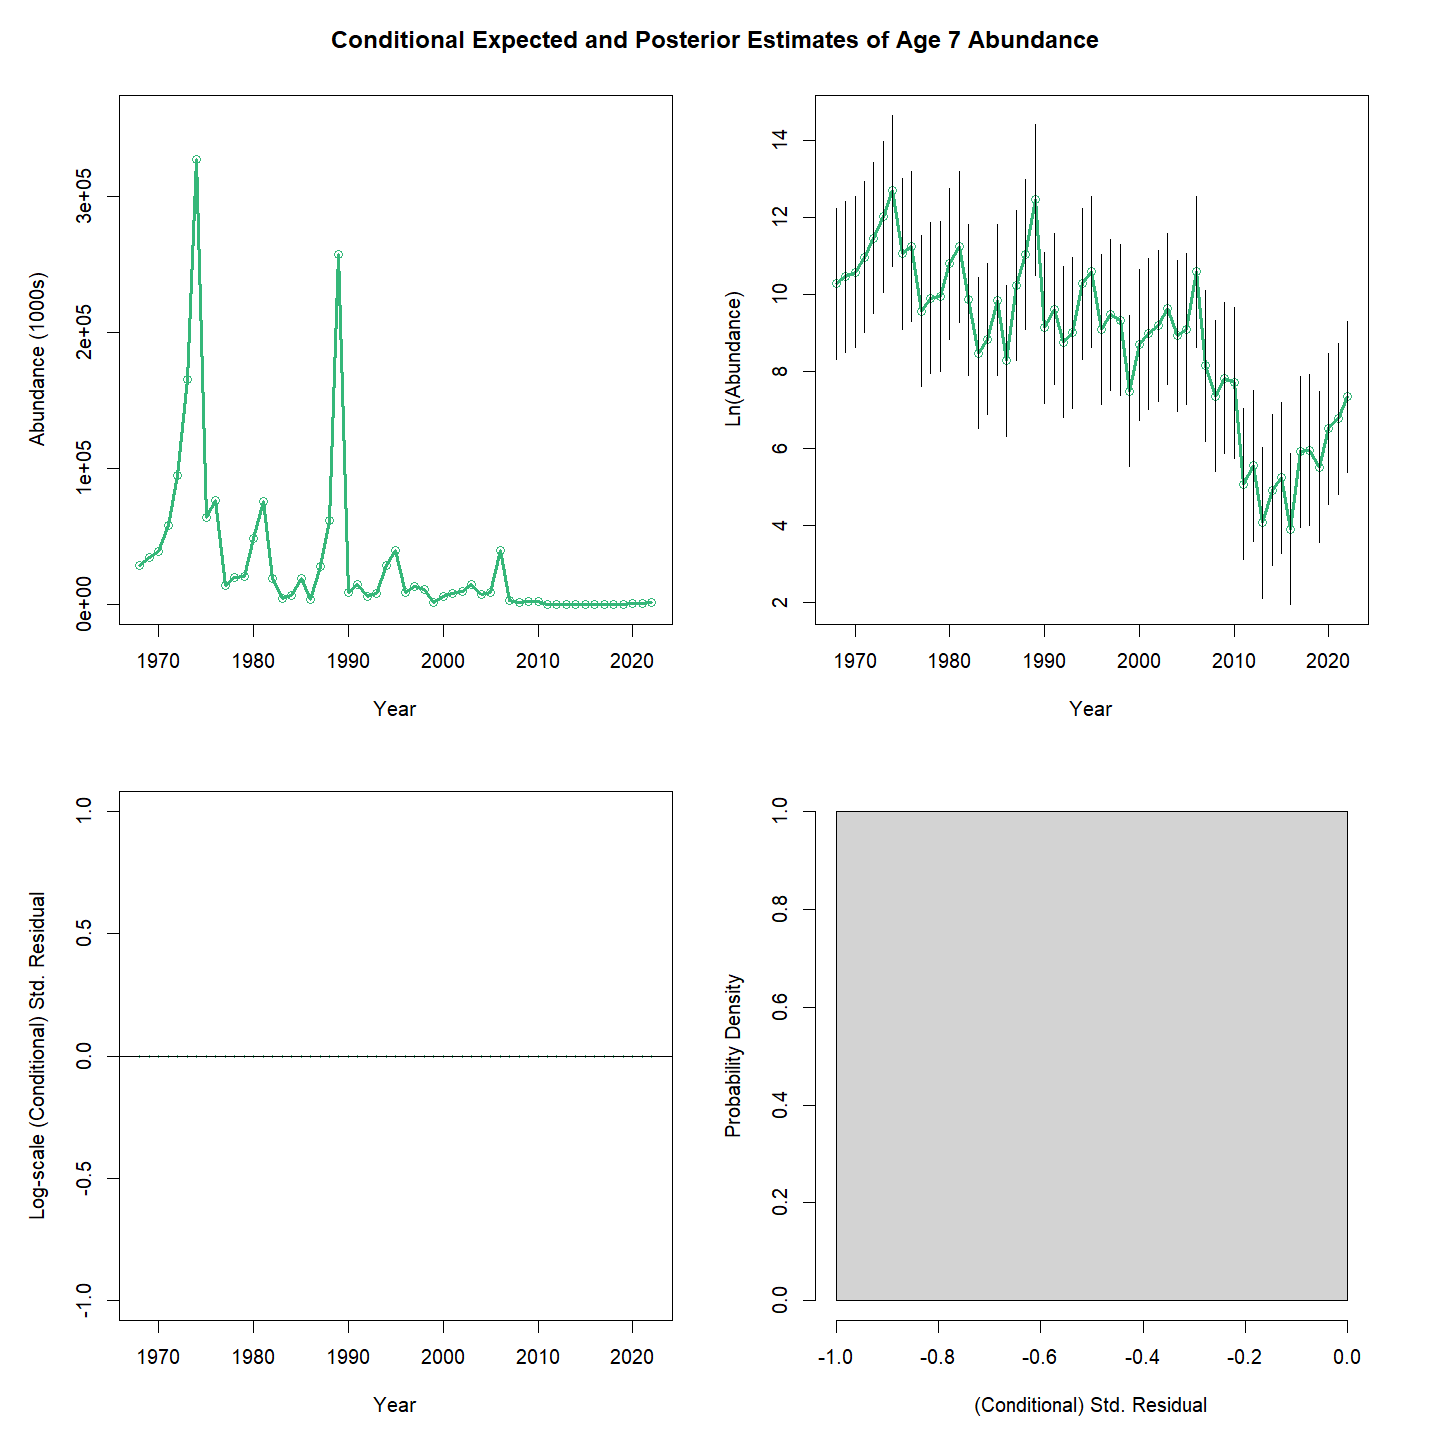 Conditional Expected and Posterior Estimates of Age 7 Abundance
Abundance (1000s)
3e+05
2e+05
1e+05
0e+00
1970 1980 1990 2000 2010 2020
Year
Ln(Abundance)
14
12
10
8
6
4
2
1970 1980 1990 2000 2010 2020
Year
Log-scale (Conditional) Std. Residual
1.0
0.5
0.0
-0.5
-1.0
1970 1980 1990 2000 2010 2020
Year
Probability Density
1.0
0.8
0.6
0.4
0.2
0.0
-1.0 -0.8 -0.6 -0.4 -0.2 0.0
(Conditional) Std. Residual